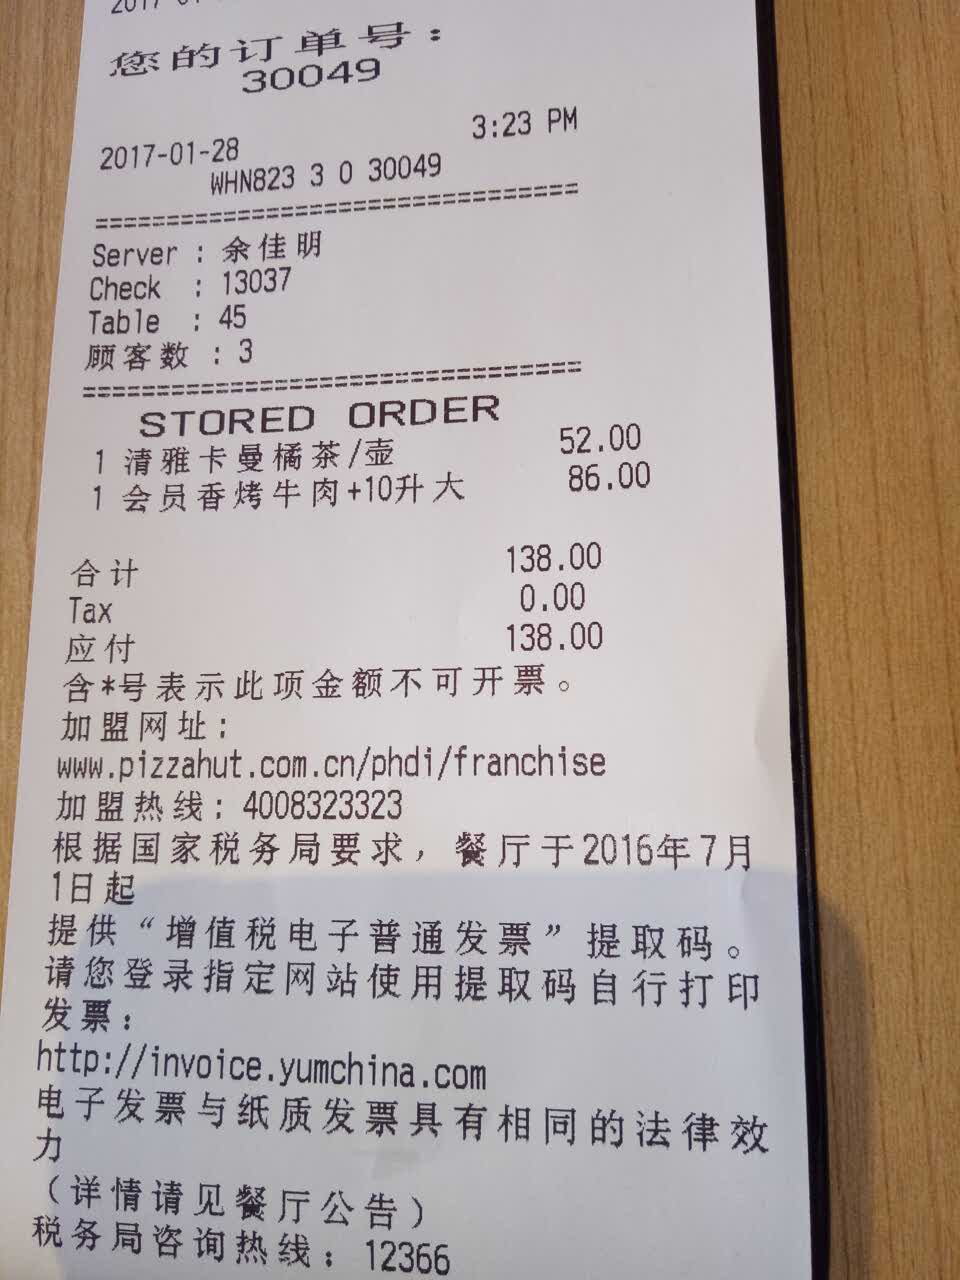 您的订单号：
30049
2017-01-28 3:23 PM
WHN823 3 0 30049
==================================
Server : 余佳明
Check : 13037
Table : 45
顾客数 : 3
==================================
STORED ORDER
1 清雅卡曼橘茶/壶 52.00
1 会员香烤牛肉+10升大 86.00
合计 138.00
Tax 0.00
应付 138.00
含*号表示此项金额不可开票。
加盟网址：
www.pizzahut.com.cn/phdi/franchise
加盟热线：4008323323
根据国家税务局要求，餐厅于2016年7月
1日起
提供“增值税电子普通发票”提取码。
请您登录指定网站使用提取码自行打印
发票：
http://invoice.yumchina.com
电子发票与纸质发票具有相同的法律效
力
（详情请见餐厅公告）
税务局咨询热线：12366